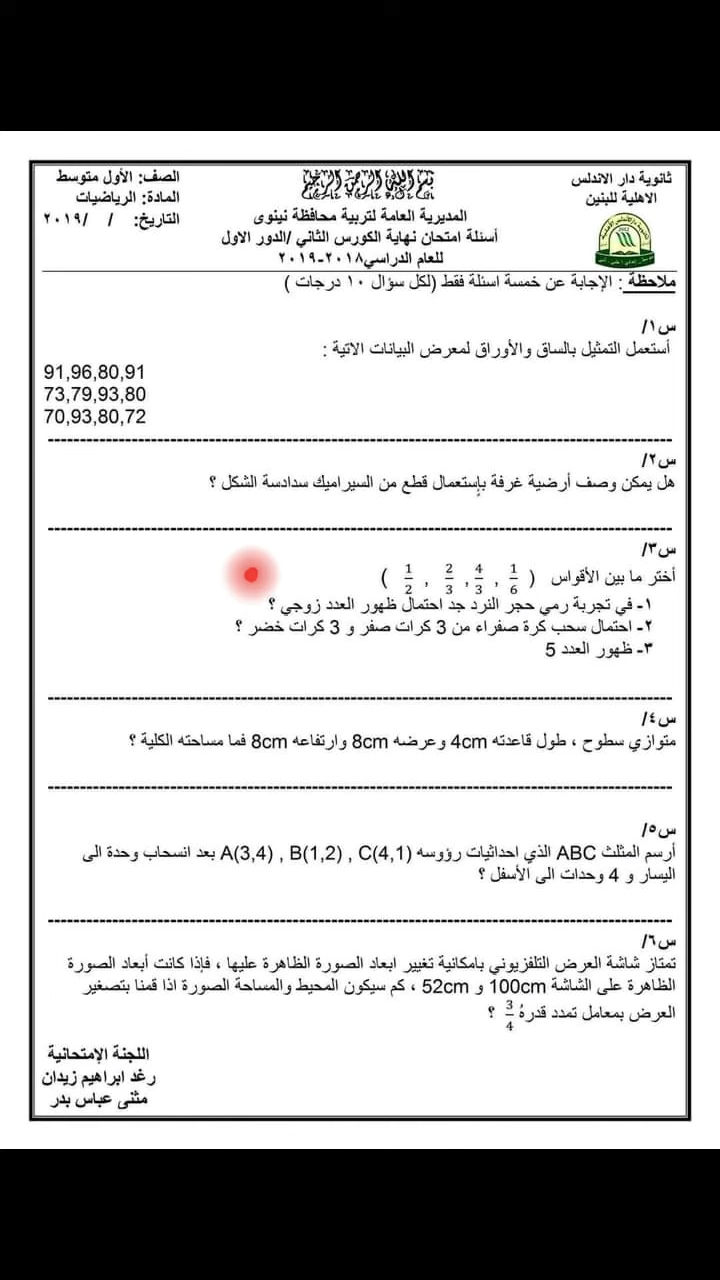 ثانوية دار الاندلس
الاهلية للبنين
بسم الله الرحمن الرحيم
المديرية العامة لتربية محافظة نينوى
أسئلة امتحان نهاية الكورس الثاني /الدور الاول
للعام الدراسي ٢٠١٨-٢٠١٩
الصف: الأول متوسط
المادة: الرياضيات
التاريخ: / /٢٠١٩
ملاحظة : الإجابة عن خمسة اسئلة فقط (لكل سؤال ١٠ درجات )
س١/
أستعمل التمثيل بالساق والأوراق لمعرض البيانات الاتية :
91,96,80,91
73,79,93,80
70,93,80,72
س٢/
هل يمكن وصف أرضية غرفة بإستعمال قطع من السيراميك سداسة الشكل ؟
س٣/
أختر ما بين الأقواس ( 1/6 , 4/3 , 2/3 , 1/2 )
١- في تجربة رمي حجر النرد جد احتمال ظهور العدد زوجي ؟
٢- احتمال سحب كرة صفراء من 3 كرات صفر و 3 كرات خضر ؟
٣- ظهور العدد 5
س٤/
متوازي سطوح ، طول قاعدته 4cm وعرضه 8cm وارتفاعه 8cm فما مساحته الكلية ؟
س٥/
أرسم المثلث ABC الذي احداثيات رؤوسه A(3,4) , B(1,2) , C(4,1) بعد انسحاب وحدة الى
اليسار و 4 وحدات الى الأسفل ؟
س٦/
تمتاز شاشة العرض التلفزيوني بامكانية تغيير ابعاد الصورة الظاهرة عليها ، فإذا كانت أبعاد الصورة
الظاهرة على الشاشة 100cm و 52cm ، كم سيكون المحيط والمساحة الصورة اذا قمنا بتصغير
العرض بمعامل تمدد قدرهُ 3/4 ؟
اللجنة الإمتحانية
رغد ابراهيم زيدان
مثنى عباس بدر